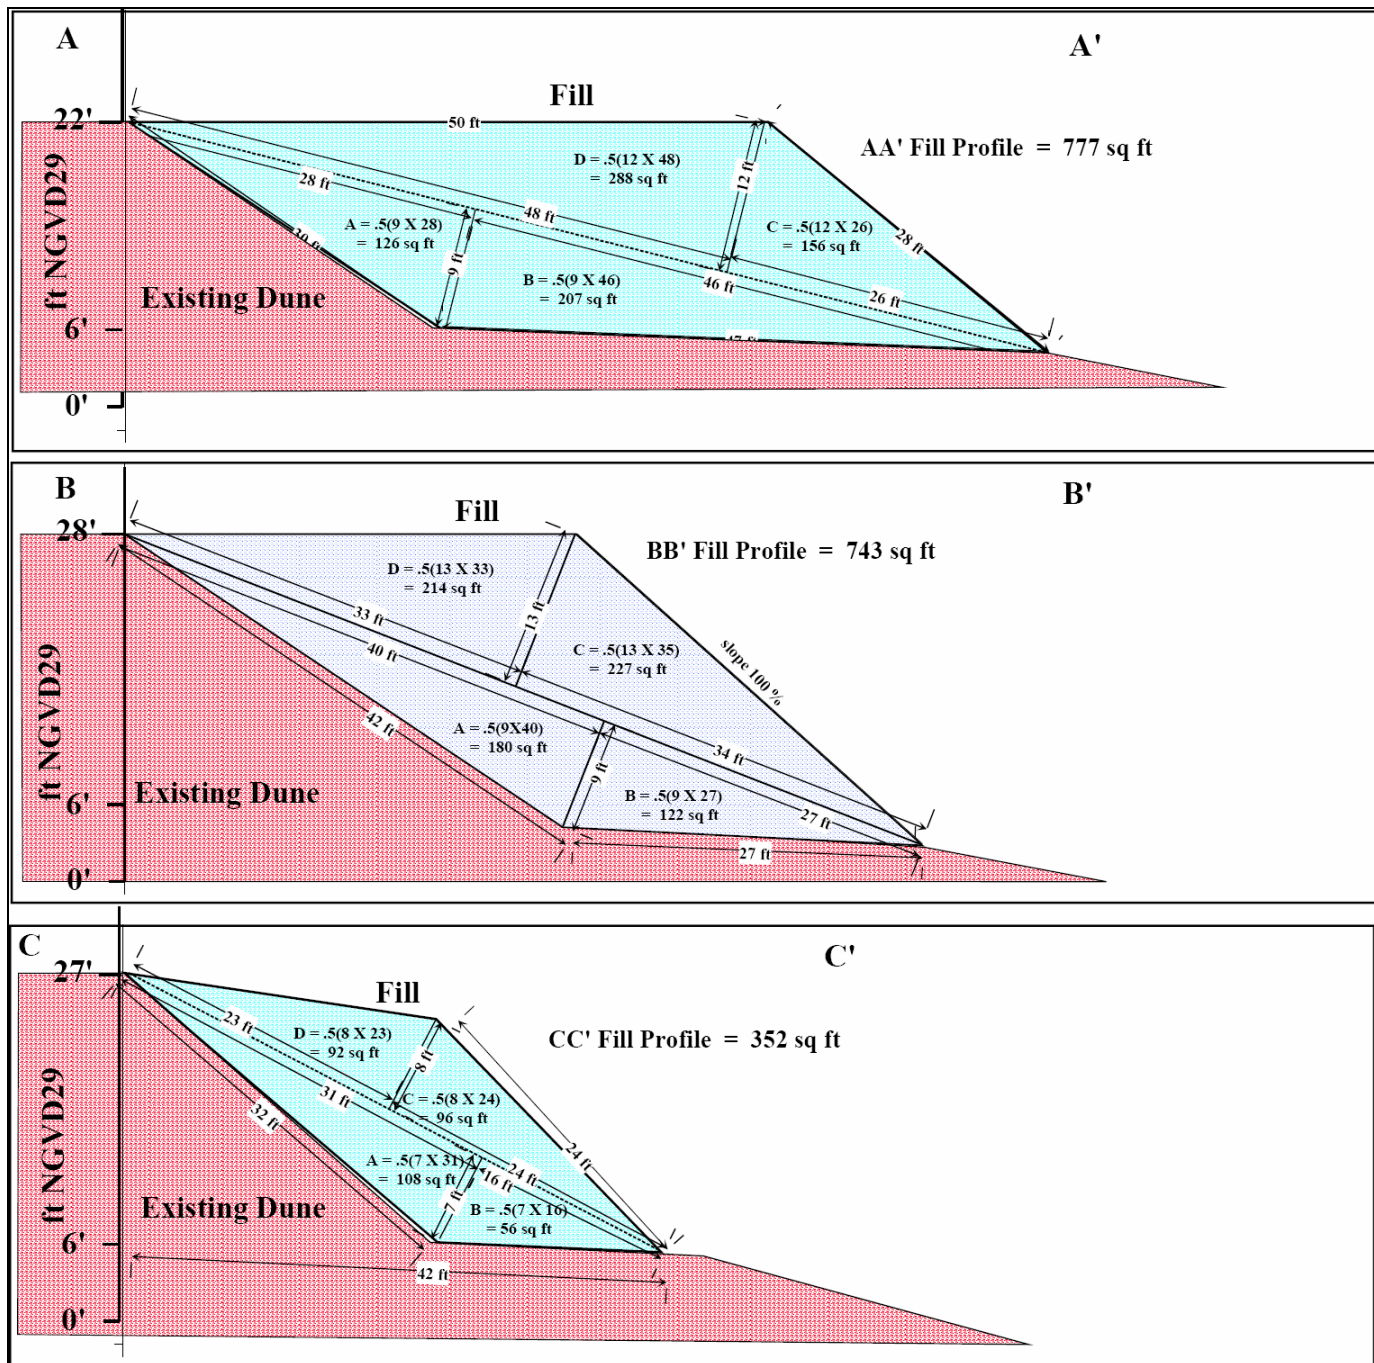 A
A'
Fill
22'
50 ft
AA' Fill Profile = 777 sq ft
D = .5(12 X 48)
= 288 sq ft
12 ft
28 ft
48 ft
A = .5(9 X 28)
= 126 sq ft
C = .5(12 X 26)
= 156 sq ft
28 ft
9 ft
B = .5(9 X 46)
= 207 sq ft
46 ft
26 ft
ft NGVD29
Existing Dune
6'
0'
B
B'
Fill
28'
BB' Fill Profile = 743 sq ft
D = .5(13 X 33)
= 214 sq ft
33 ft
13 ft
40 ft
C = .5(13 X 35)
= 227 sq ft
slope 100 %
42 ft
A = .5(9X40)
= 180 sq ft
34 ft
9 ft
ft NGVD29
Existing Dune
B = .5(9 X 27)
= 122 sq ft
27 ft
6'
27 ft
0'
C
C'
27'
Fill
23 ft
D = .5(8 X 23)
= 92 sq ft
CC' Fill Profile = 352 sq ft
8 ft
31 ft
C = .5(8 X 24)
= 96 sq ft
32 ft
24 ft
A = .5(7 X 31)
= 108 sq ft
24 ft
16 ft
7 ft
ft NGVD29
Existing Dune
B = .5(7 X 16)
= 56 sq ft
6'
42 ft
0'